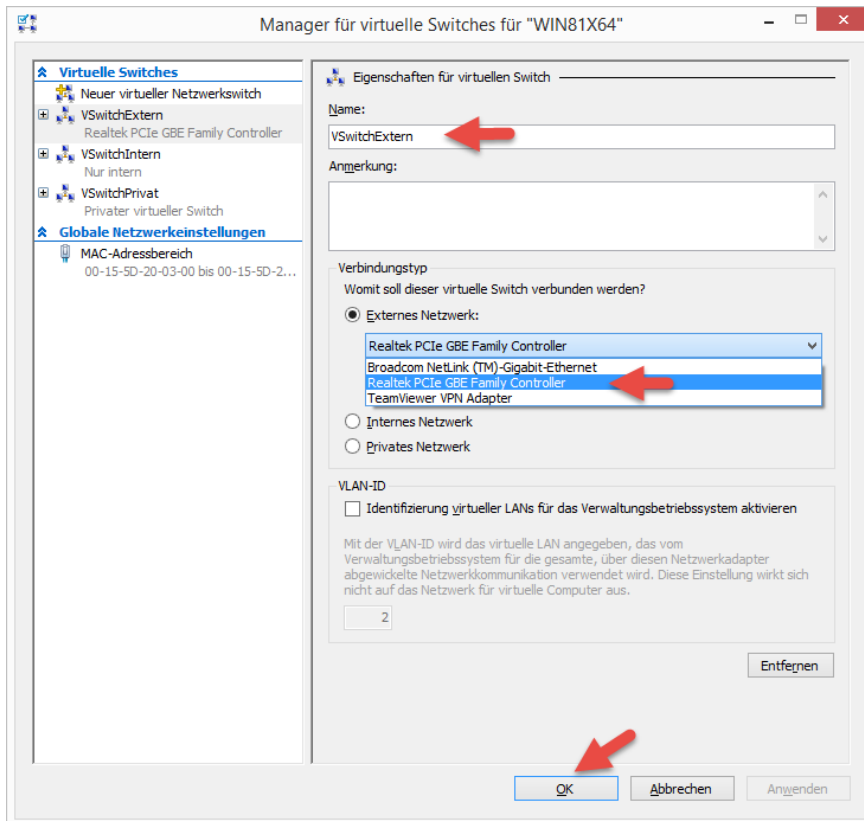 Manager für virtuelle Switches für "WIN81X64"
Virtuelle Switches
Neuer virtueller Netzwerkswitch
VSwitchExtern
Realtek PCIe GBE Family Controller
VSwitchIntern
Nur intern
VSwitchPrivat
Privater virtueller Switch
Globale Netzwerkeinstellungen
MAC-Adressbereich
00-15-5D-20-03-00 bis 00-15-5D-2...
Eigenschaften für virtuellen Switch
Name:
VSwitchExtern
Anmerkung:
Verbindungstyp
Womit soll dieser virtuelle Switch verbunden werden?
Externes Netzwerk:
Realtek PCIe GBE Family Controller
Broadcom NetLink (TM)-Gigabit-Ethernet
Realtek PCIe GBE Family Controller
TeamViewer VPN Adapter
Internes Netzwerk
Privates Netzwerk
VLAN-ID
Identifizierung virtueller LANs für das Verwaltungsbetriebssystem aktivieren
Mit der VLAN-ID wird das virtuelle LAN angegeben, das vom
Verwaltungsbetriebssystem für die gesamte, über diesen Netzwerkadapter
abgewickelte Netzwerkkommunikation verwendet wird. Diese Einstellung wirkt sich
nicht auf das Netzwerk für virtuelle Computer aus.
2
Entfernen
OK
Abbrechen
Anwenden